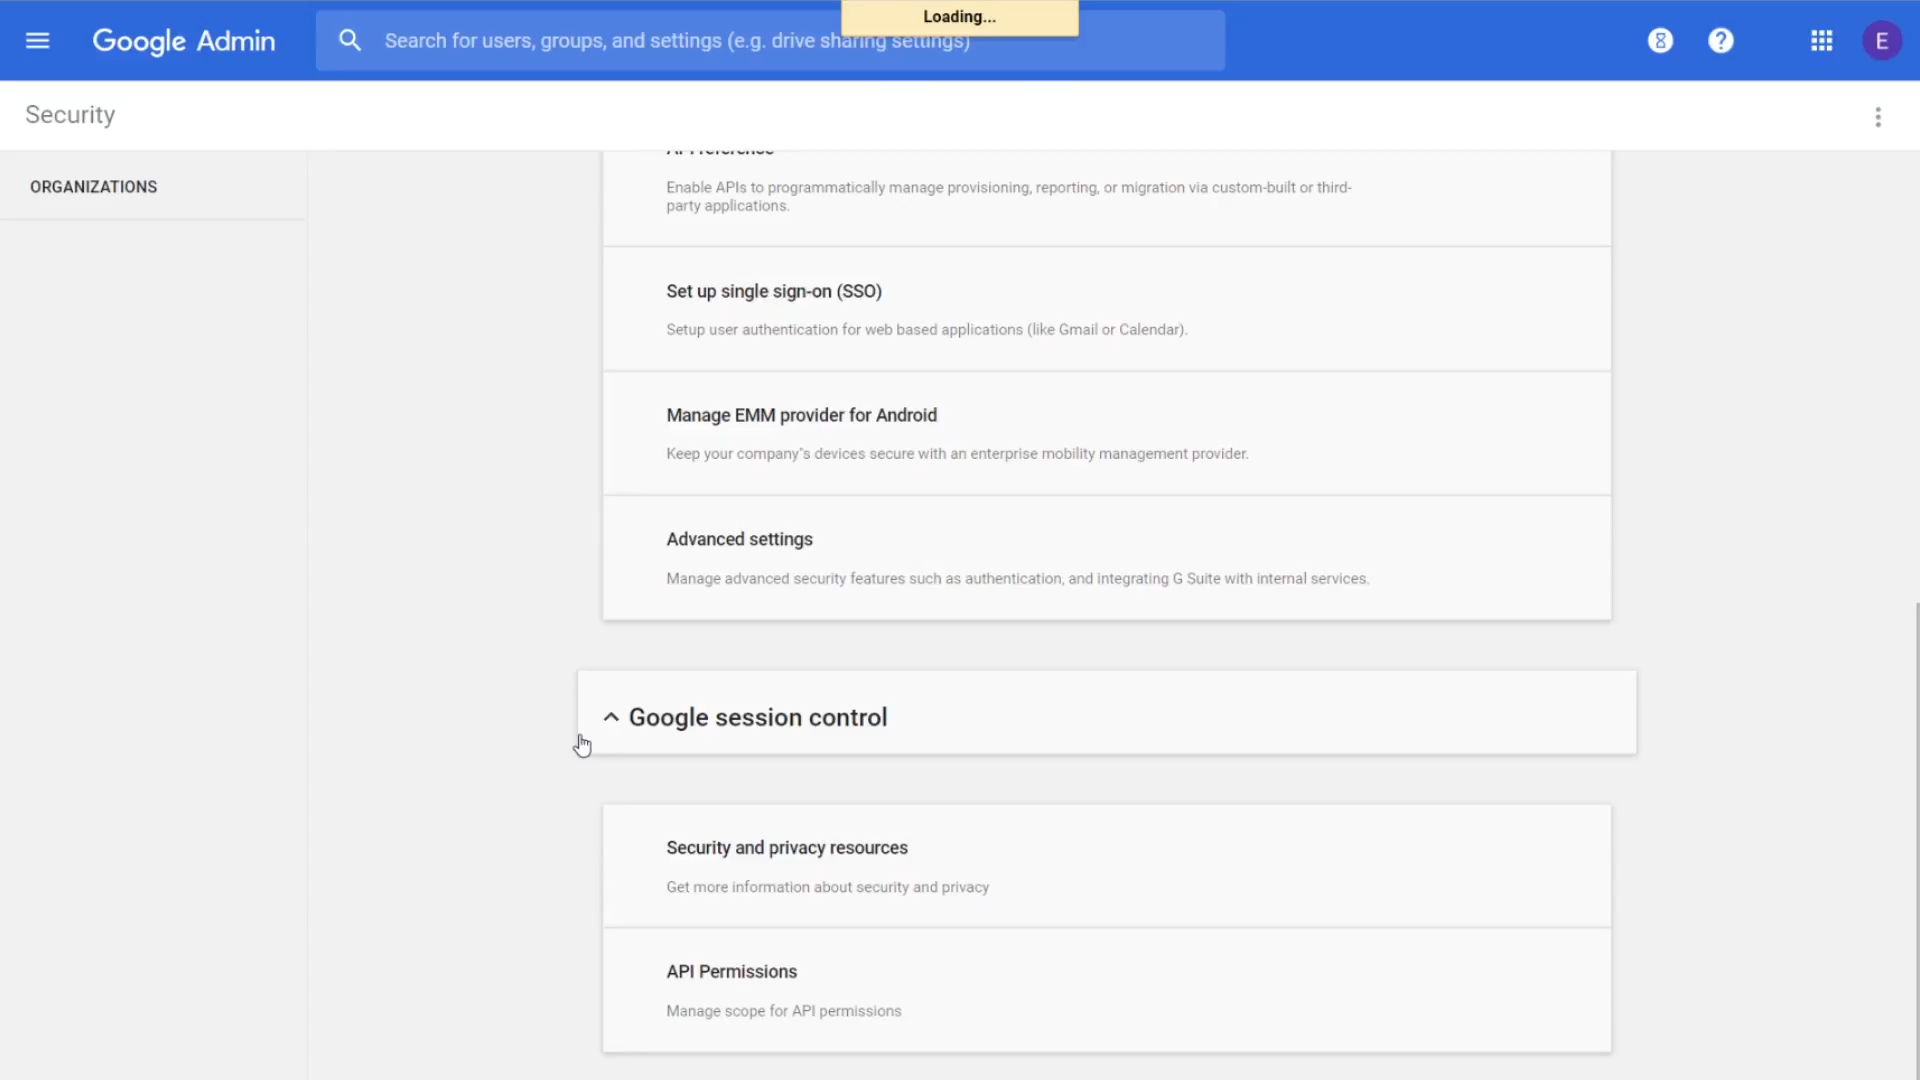 Loading...
Google Admin
Search for users, groups, and settings (e.g. drive sharing settings)
E
Security
ORGANIZATIONS
API reference
Enable APIs to programmatically manage provisioning, reporting, or migration via custom-built or third-
party applications.
Set up single sign-on (SSO)
Setup user authentication for web based applications (like Gmail or Calendar).
Manage EMM provider for Android
Keep your company"s devices secure with an enterprise mobility management provider.
Advanced settings
Manage advanced security features such as authentication, and integrating G Suite with internal services.
Google session control
Security and privacy resources
Get more information about security and privacy
API Permissions
Manage scope for API permissions